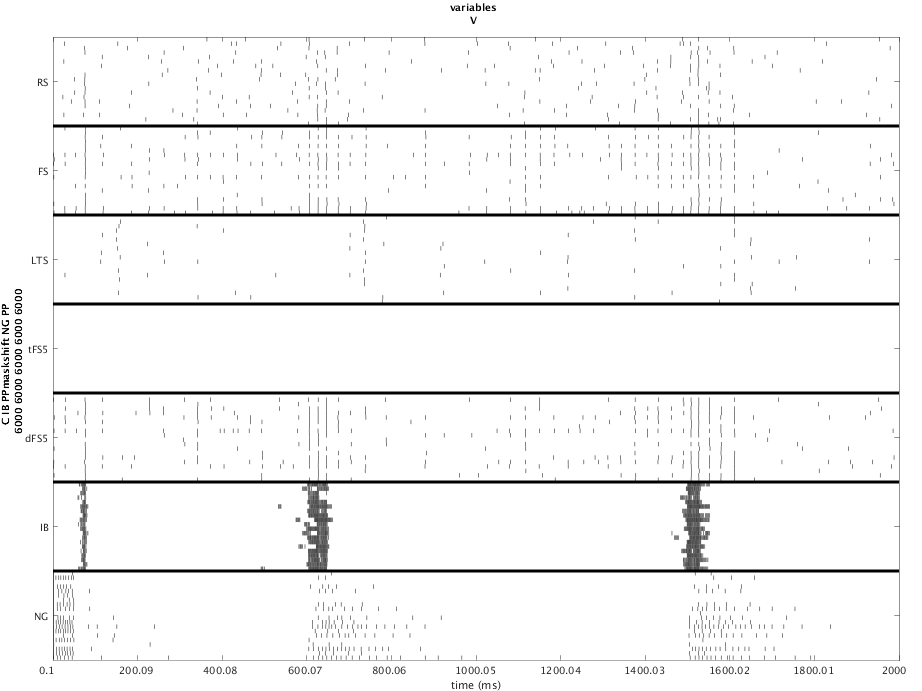 variables
V
RS
FS
LTS
tFS5
dFS5
IB
NG
C IB PPmaskshift NG PP
6000 6000 6000 6000 6000 6000
0.1 200.09 400.08 600.07 800.06 1000.05 1200.04 1400.03 1600.02 1800.01 2000
time (ms)